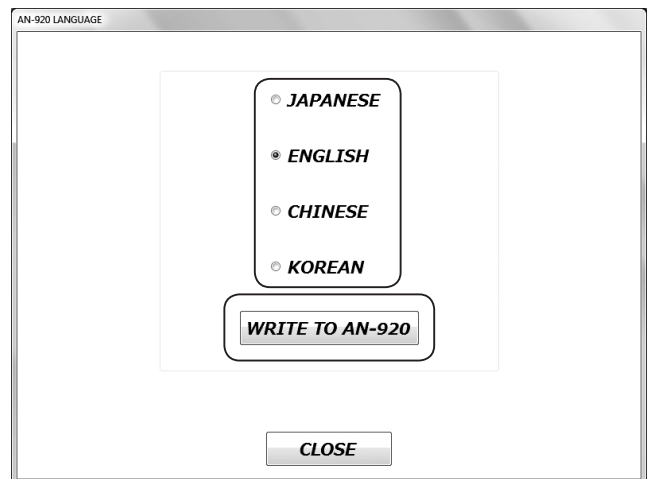 AN-920 LANGUAGE
JAPANESE
ENGLISH
CHINESE
KOREAN
WRITE TO AN-920
CLOSE